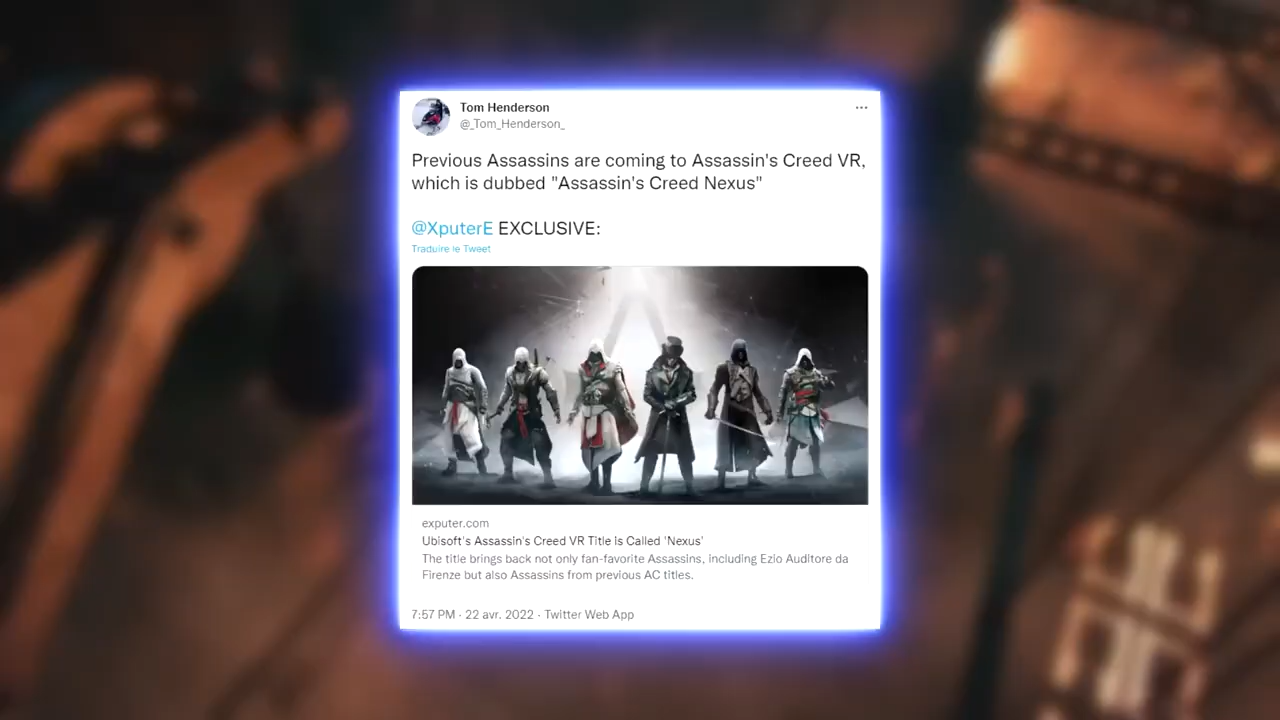 Tom Henderson
@_Tom_Henderson_
Previous Assassins are coming to Assassin's Creed VR,
which is dubbed "Assassin's Creed Nexus"
@XputerE EXCLUSIVE:
Traduire le Tweet
exputer.com
Ubisoft's Assassin's Creed VR Title is Called 'Nexus'
The title brings back not only fan-favorite Assassins, including Ezio Auditore da
Firenze but also Assassins from previous AC titles.
7:57 PM · 22 avr. 2022 · Twitter Web App